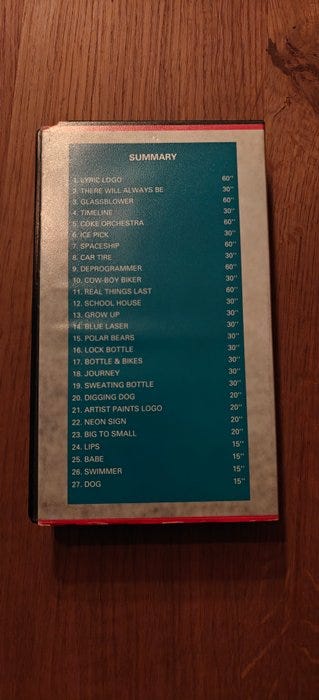 SUMMARY
1. LYRIC LOGO 60''
2. THERE WILL ALWAYS BE 30''
3. GLASSBLOWER 60''
4. TIMELINE 30''
5. COKE ORCHESTRA 60''
6. ICE PICK 30''
7. SPACESHIP 60''
8. CAR TIRE 30''
9. DEPROGRAMMER 60''
10. COW-BOY BIKER 30''
11. REAL THINGS LAST 60''
12. SCHOOL HOUSE 30''
13. GROW UP 30''
14. BLUE LASER 30''
15. POLAR BEARS 30''
16. LOCK BOTTLE 30''
17. BOTTLE & BIKES 30''
18. JOURNEY 30''
19. SWEATING BOTTLE 30''
20. DIGGING DOG 20''
21. ARTIST PAINTS LOGO 20''
22. NEON SIGN 20''
23. BIG TO SMALL 20''
24. LIPS 15''
25. BABE 15''
26. SWIMMER 15''
27. DOG 15''